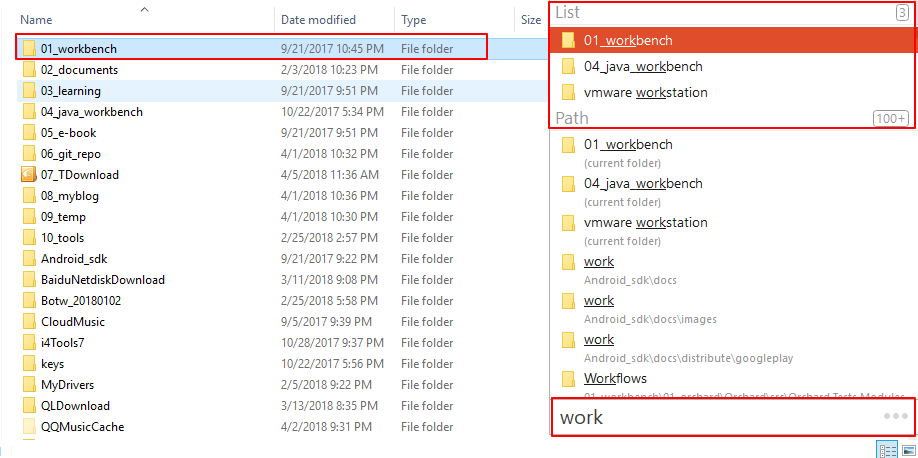 Name Date modified Type Size
01_workbench 9/21/2017 10:45 PM File folder
02_documents 2/3/2018 10:23 PM File folder
03_learning 9/21/2017 9:51 PM File folder
04_java_workbench 10/22/2017 5:34 PM File folder
05_e-book 9/21/2017 9:51 PM File folder
06_git_repo 4/1/2018 10:32 PM File folder
07_TDownload 4/5/2018 11:36 AM File folder
08_myblog 4/1/2018 10:36 PM File folder
09_temp 4/1/2018 10:30 PM File folder
10_tools 2/25/2018 2:57 PM File folder
Android_sdk 9/21/2017 9:22 PM File folder
BaiduNetdiskDownload 3/11/2018 9:08 PM File folder
Botw_20180102 2/25/2018 5:58 PM File folder
CloudMusic 9/5/2017 9:39 PM File folder
i4Tools7 10/28/2017 9:37 PM File folder
keys 10/22/2017 5:56 PM File folder
MyDrivers 2/5/2018 9:22 PM File folder
QLDownload 3/13/2018 8:35 PM File folder
QQMusicCache 4/2/2018 9:31 PM File folder
List 3
01_workbench
04_java_workbench
vmware workstation
Path 100+
01_workbench
(current folder)
04_java_workbench
(current folder)
vmware workstation
(current folder)
work
Android_sdk\docs
work
Android_sdk\docs\images
work
Android_sdk\docs\distribute\googleplay
Workflows
01_workbench\01_orchard\Orchard\src\Orchard.Tests.Modules
work